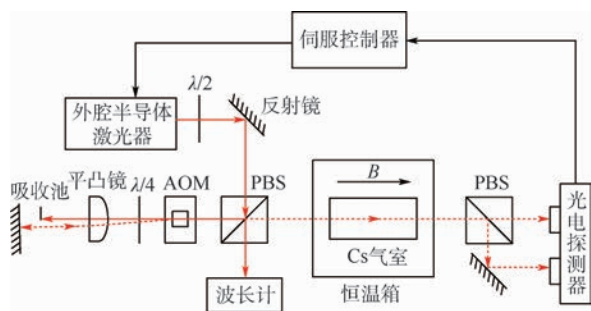 伺服控制器
外腔半导体
激光器
λ/2
反射镜
吸收池
平凸镜
λ/4
AOM
PBS
B
Cs气室
恒温箱
PBS
光电探测器
波长计